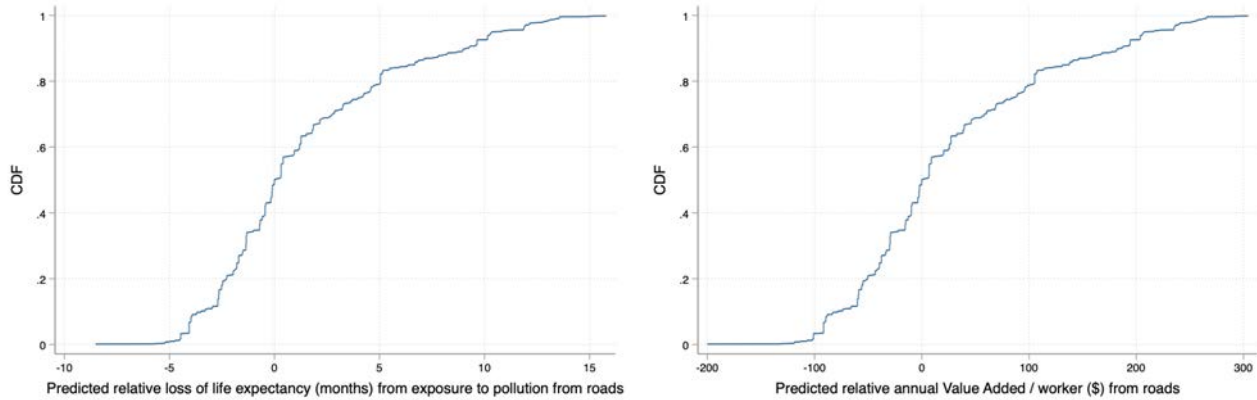 1
.8
.6
.4
.2
0
CDF
-10 -5 0 5 10 15
Predicted relative loss of life expectancy (months) from exposure to pollution from roads
1
.8
.6
.4
.2
0
CDF
-200 -100 0 100 200 300
Predicted relative annual Value Added / worker ($) from roads